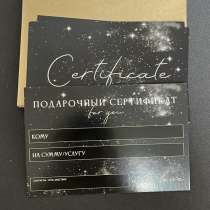 Certificate
ПОДАРОЧНЫЙ СЕРТИФИКАТ
for you
КОМУ
НА СУММУ/УСЛУГУ